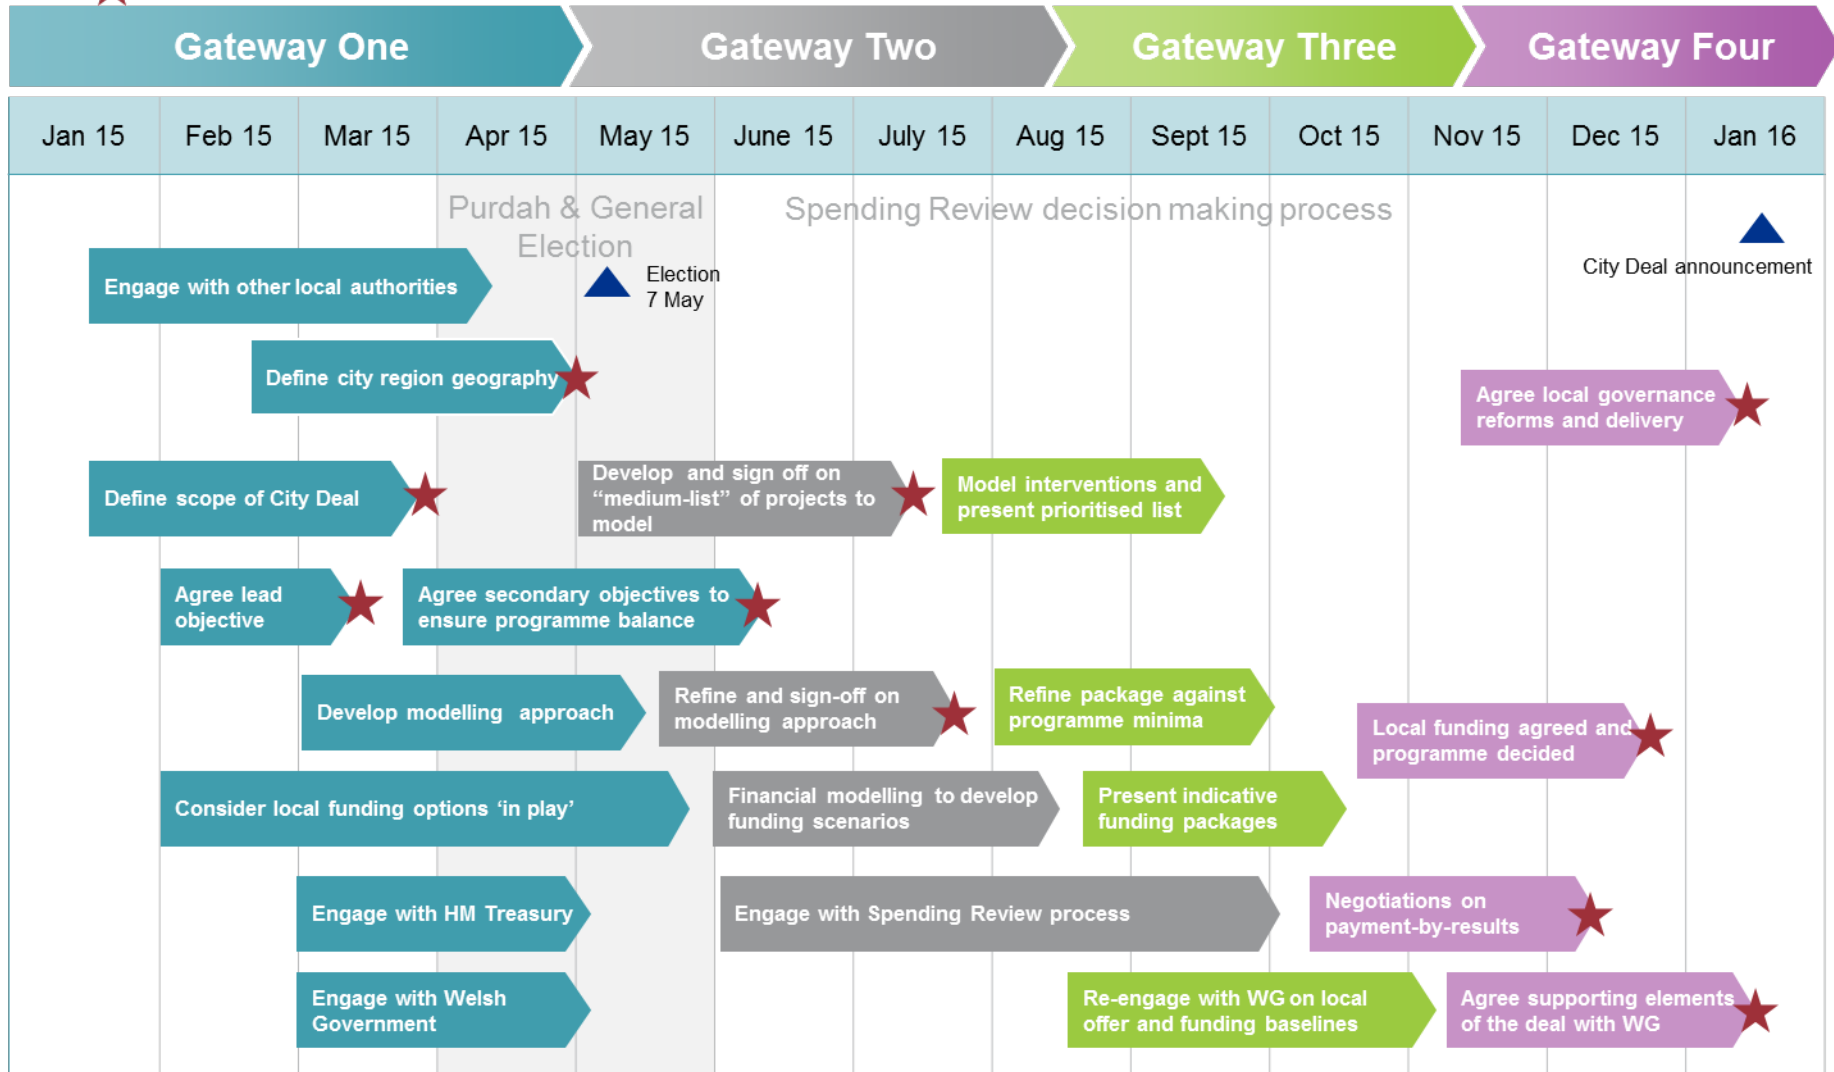 Gateway One
Gateway Two
Gateway Three
Gateway Four
Jan 15
Feb 15
Mar 15
Apr 15
May 15
June 15
July 15
Aug 15
Sept 15
Oct 15
Nov 15
Dec 15
Jan 16
Purdah & General
Election
Spending Review decision making process
Election
7 May
City Deal announcement
Engage with other local authorities
Define city region geography
Agree local governance
reforms and delivery
Define scope of City Deal
Develop and sign off on
“medium-list” of projects to
model
Model interventions and
present prioritised list
Agree lead
objective
Agree secondary objectives to
ensure programme balance
Develop modelling approach
Refine and sign-off on
modelling approach
Refine package against
programme minima
Local funding agreed and
programme decided
Consider local funding options ‘in play’
Financial modelling to develop
funding scenarios
Present indicative
funding packages
Engage with HM Treasury
Engage with Spending Review process
Negotiations on
payment-by-results
Engage with Welsh
Government
Re-engage with WG on local
offer and funding baselines
Agree supporting elements
of the deal with WG